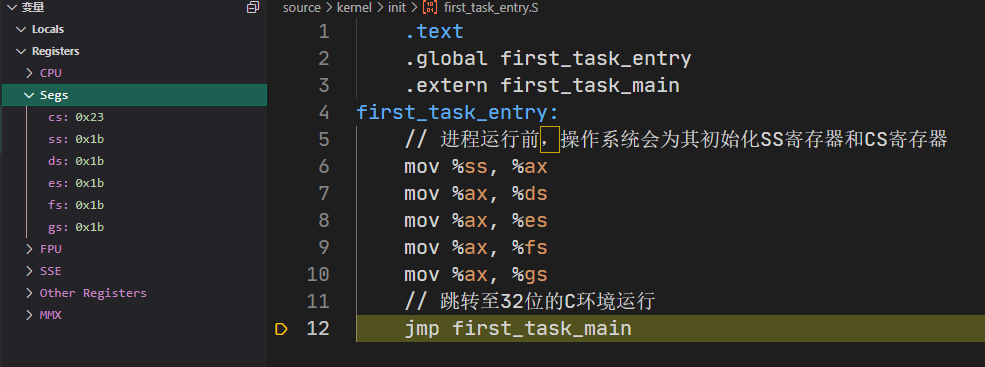 变量
Locals
Registers
CPU
Segs
cs: 0x23
ss: 0x1b
ds: 0x1b
es: 0x1b
fs: 0x1b
gs: 0x1b
FPU
SSE
Other Registers
MMX
source > kernel > init > first_task_entry.S
1 .text
2 .global first_task_entry
3 .extern first_task_main
4 first_task_entry:
5 // 进程运行前，操作系统会为其初始化SS寄存器和CS寄存器
6 mov %ss, %ax
7 mov %ax, %ds
8 mov %ax, %es
9 mov %ax, %fs
10 mov %ax, %gs
11 // 跳转至32位的C环境运行
12 jmp first_task_main